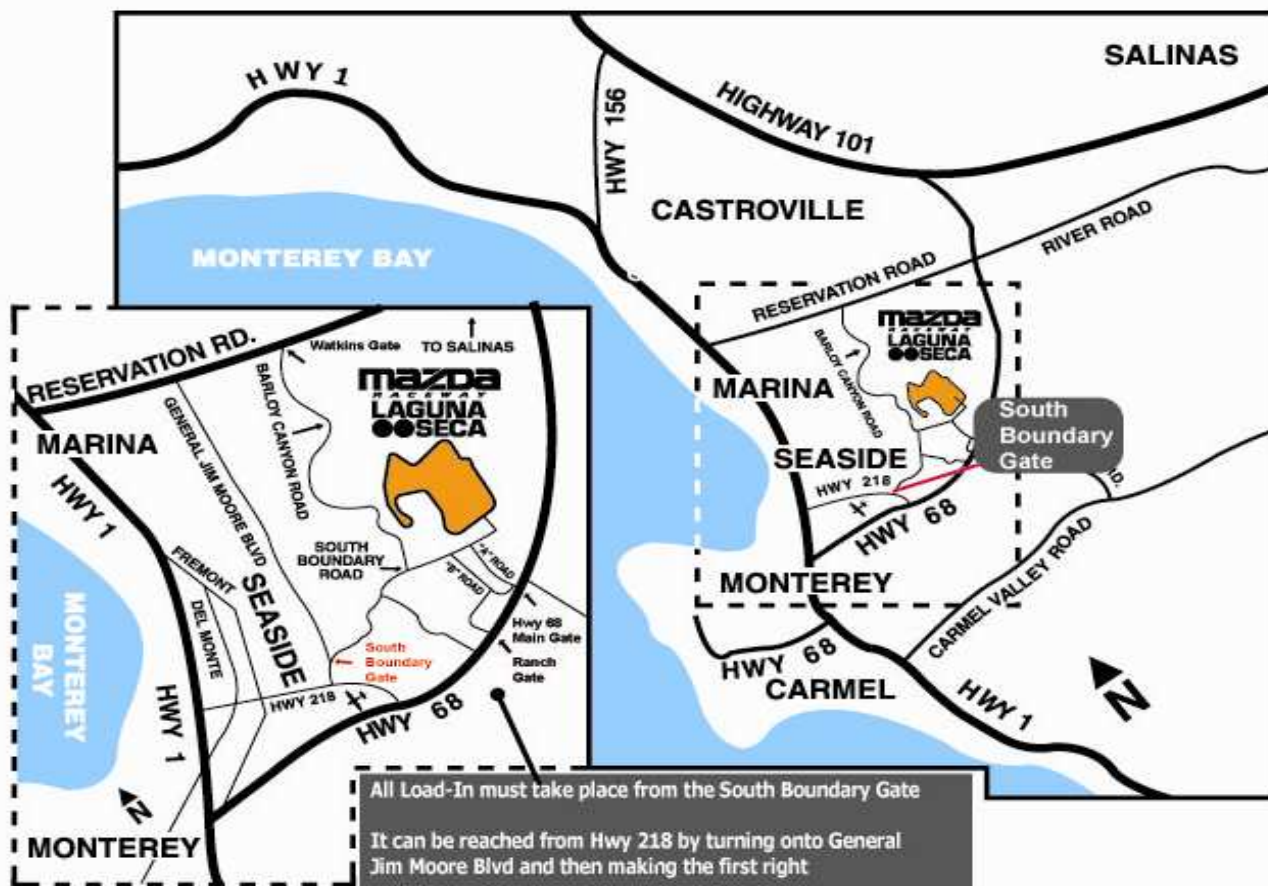 HWY 1
SALINAS
HWY 156
HIGHWAY 101
CASTROVILLE
MONTEREY BAY
RESERVATION ROAD
RIVER ROAD
BARLOY CANYON ROAD
mazda
RACEWAY
LAGUNA
SECA
MARINA
South
Boundary
Gate
SEASIDE
RD.
HWY 218
HWY 68
MONTEREY
CARMEL VALLEY ROAD
HWY 68
CARMEL
HWY 1
N
RESERVATION RD.
Watkins Gate
TO SALINAS
mazda
RACEWAY
LAGUNA
SECA
MARINA
GENERAL JIM MOORE BLVD
BARLOY CANYON ROAD
HWY 1
FREMONT
SOUTH
BOUNDARY
ROAD
"A" ROAD
"B" ROAD
SEASIDE
DEL MONTE
MONTEREY
BAY
Hwy 68
Main Gate
South
Boundary
Gate
Ranch
Gate
HWY 218
HWY 68
HWY 1
N
MONTEREY
All Load-In must take place from the South Boundary Gate
It can be reached from Hwy 218 by turning onto General
Jim Moore Blvd and then making the first right